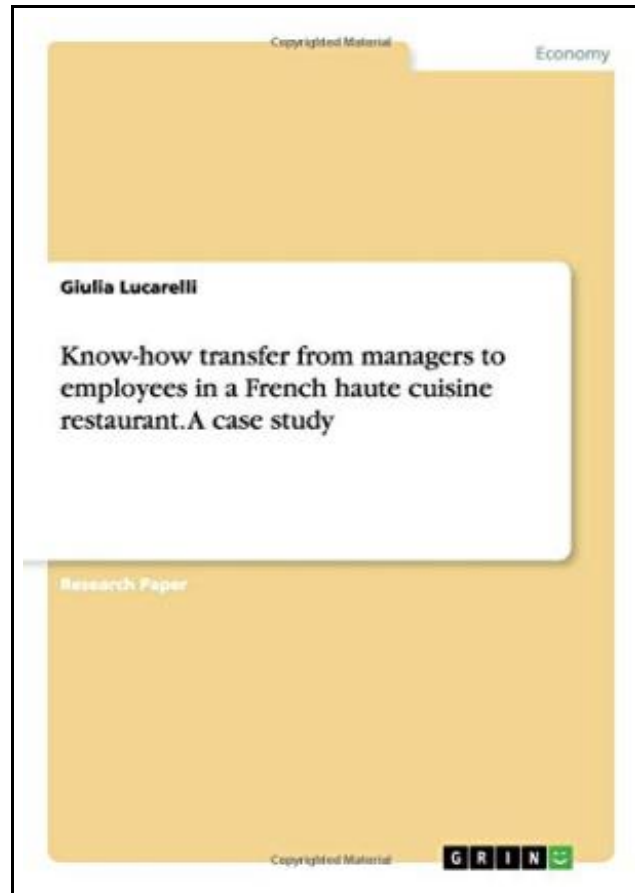 Copyrighted Material
Economy
Giulia Lucarelli
Know-how transfer from managers to
employees in a French haute cuisine
restaurant. A case study
Research Paper
Copyrighted Material
GRIN